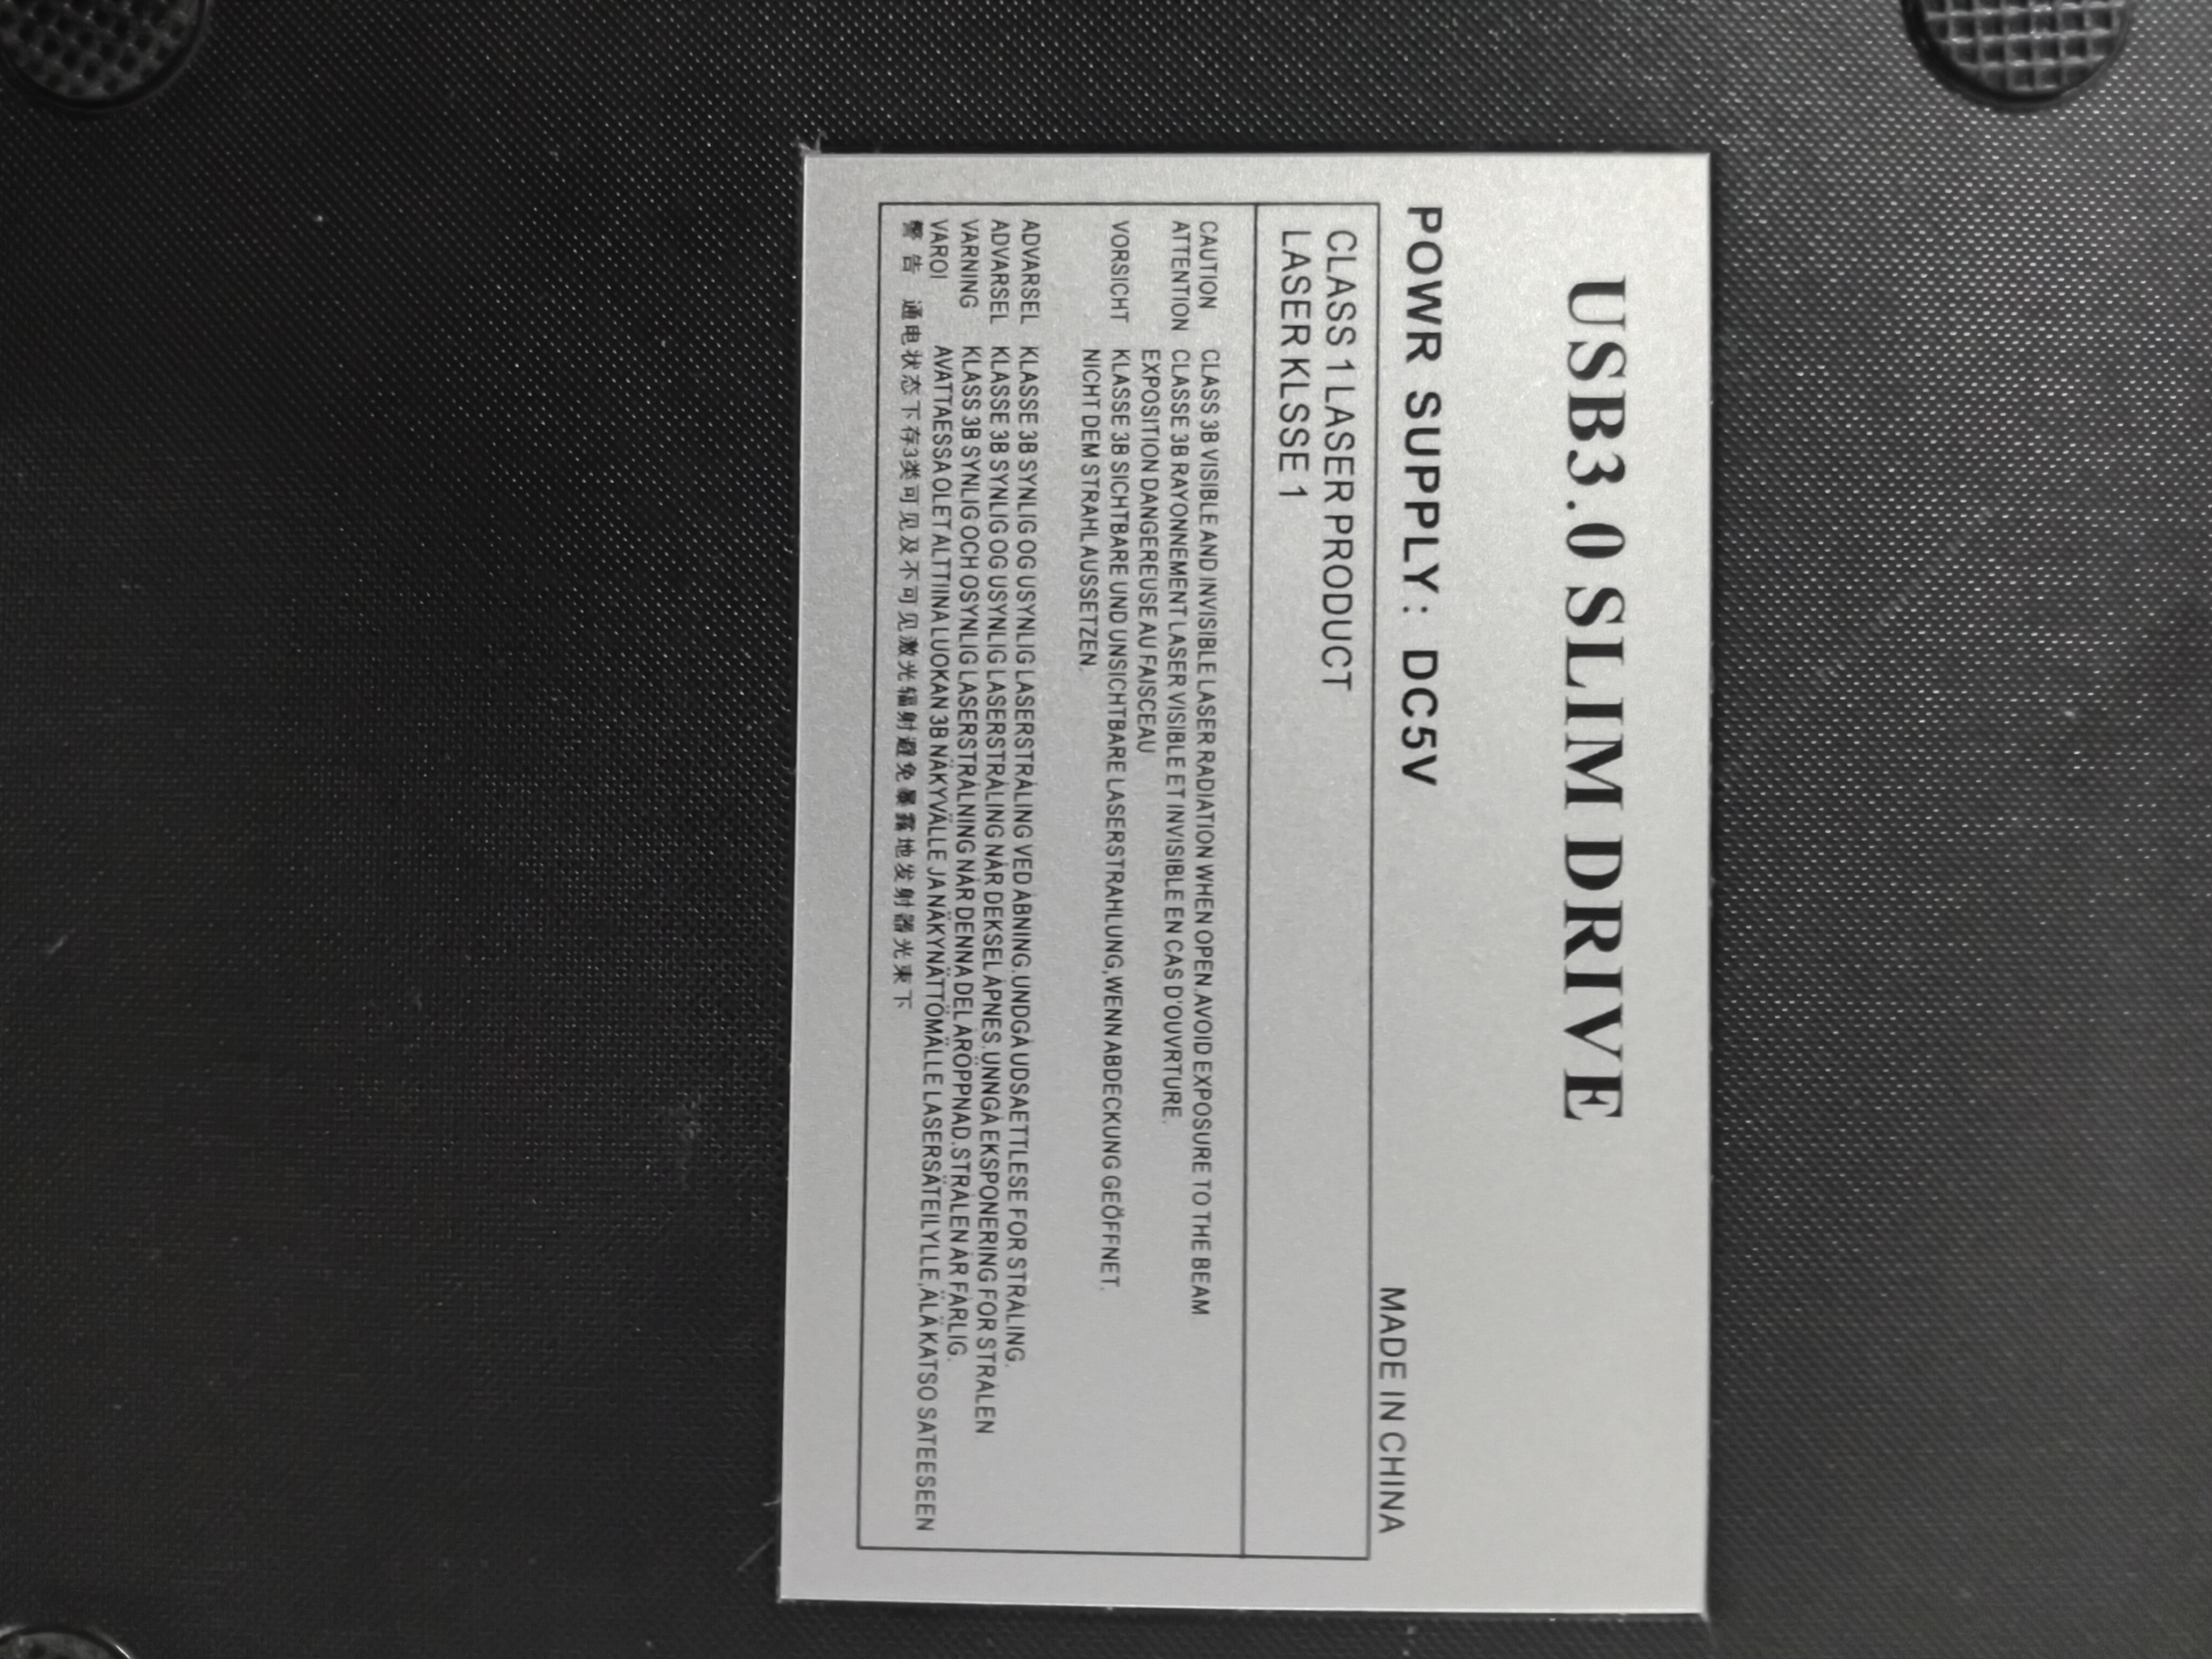 USB3.0 SLIM DRIVE
POWR SUPPLY: DC5V
MADE IN CHINA
CLASS 1 LASER PRODUCT
LASER KLSSE 1
CAUTION CLASS 3B VISIBLE AND INVISIBLE LASER RADIATION WHEN OPEN.AVOID EXPOSURE TO THE BEAM
ATTENTION CLASSE 3B RAYONNEMENT LASER VISIBLE ET INVISIBLE EN CAS D'OUVRTURE.
EXPOSITION DANGEREUSE AU FAISCEAU
VORSICHT KLASSE 3B SICHTBARE UND UNSICHTBARE LASERSTRAHLUNG,WENN ABDECKUNG GEÖFFNET.
NICHT DEM STRAHL AUSSETZEN.
ADVARSEL KLASSE 3B SYNLIG OG USYNLIG LASERSTRÅLING VED ÅBNING.UNDGÅ UDSAETTLESE FOR STRÅLING.
ADVARSEL KLASSE 3B SYNLIG OG USYNLIG LASERSTRÅLING NÅR DEKSEL ÅPNES.UNNGÅ EKSPONERING FOR STRÅLEN
VARNING KLASS 3B SYNLIG OCH OSYNLIG LASERSTRÅLNING NÅR DENNA DEL ÅRÖPPNAD.STRÅLEN ÅR FÅRLIG.
VAROI AVATTAESSA OLET ALTTIINA LUOKAN 3B NÄKYVÄLLE JA NÄKYNÄTTÖMÄLLE LASERSÄTEILYLLE,ÄLÄ KATSO SATEESEEN
警告 通电状态下存3类可见及不可见激光辐射避免暴露地发射器光束下